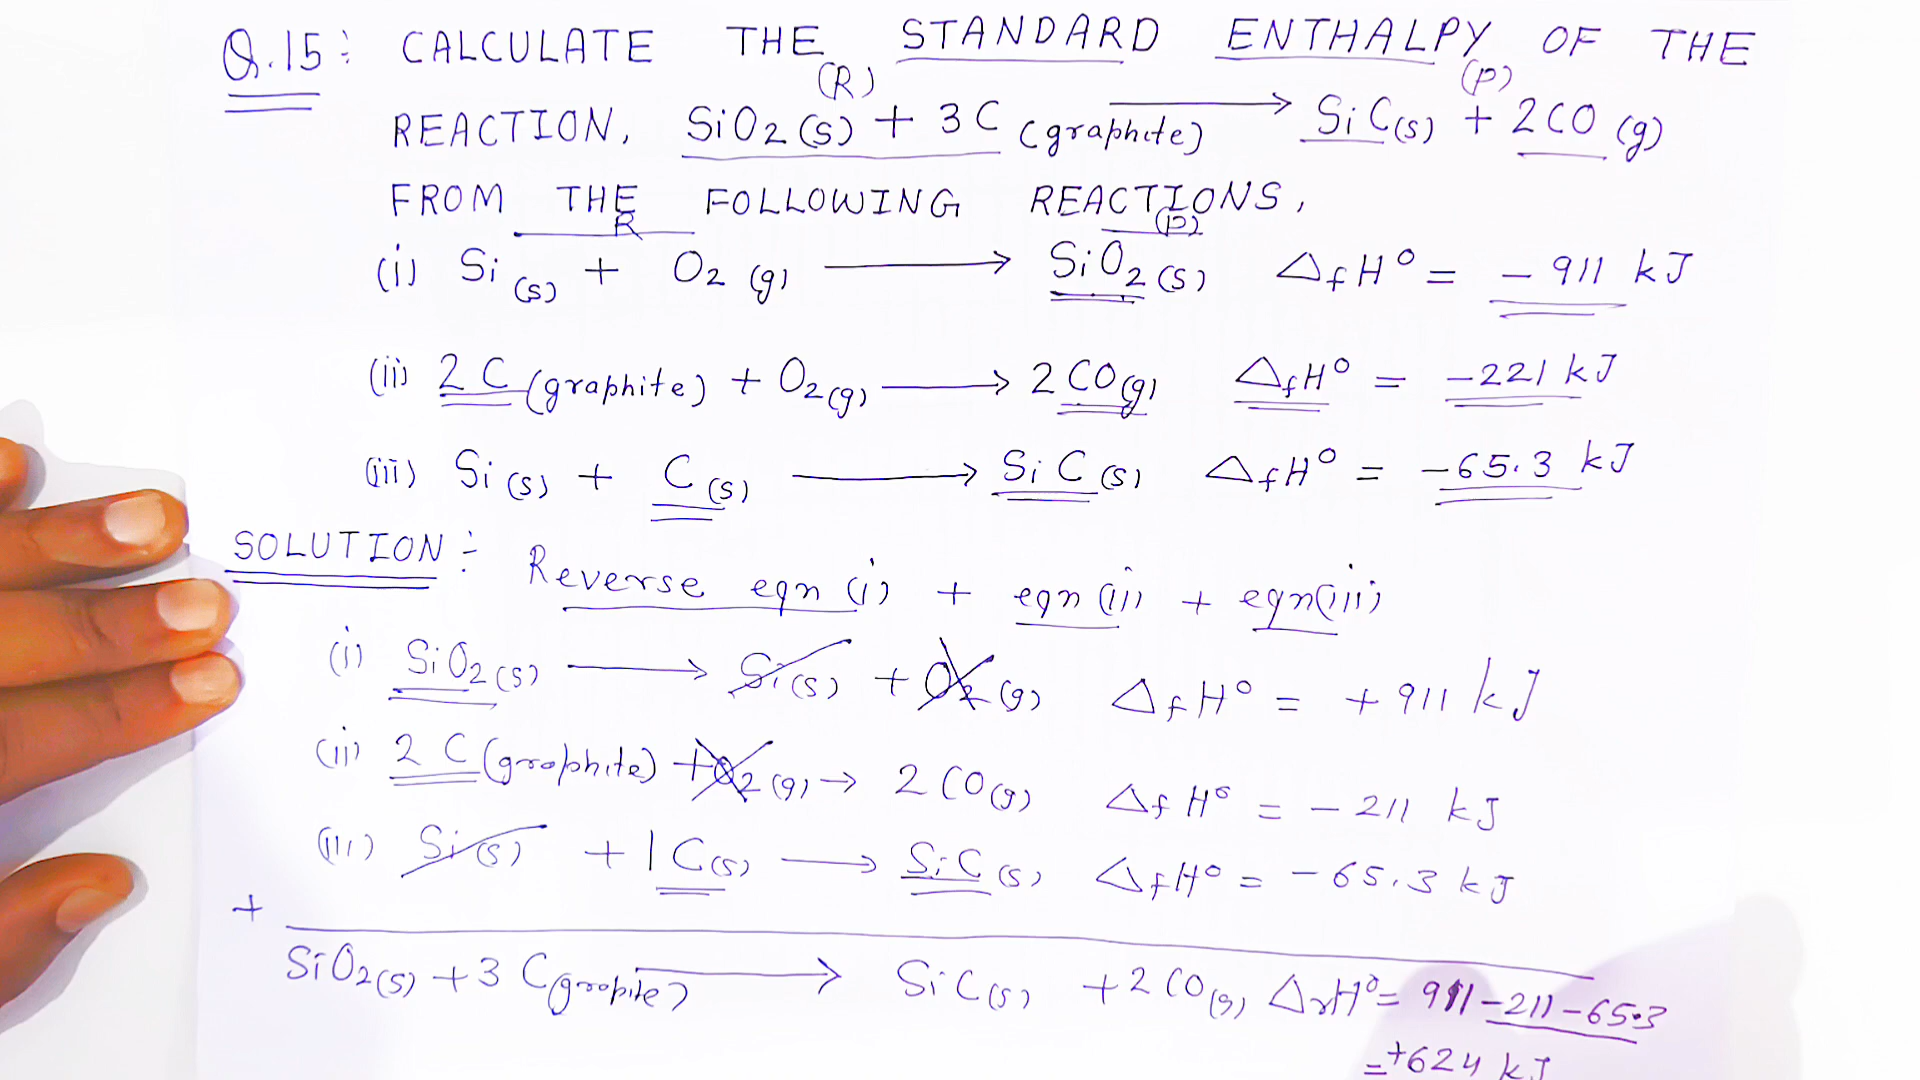 Q.15: CALCULATE THE STANDARD ENTHALPY OF THE
(R) (P)
REACTION, SiO2(s) + 3C (graphite) → SiC(s) + 2CO (g)
FROM THE FOLLOWING REACTIONS,
R (P)
(i) Si (s) + O2 (g) → SiO2(s) ΔfH° = -911 kJ
(ii) 2C (graphite) + O2(g) → 2CO(g) ΔfH° = -221 kJ
(iii) Si(s) + C(s) → SiC(s) ΔfH° = -65.3 kJ
SOLUTION: Reverse eqn (i) + eqn (ii) + eqn(iii)
(i) SiO2(s) → Si(s) + O2(g) ΔfH° = +911 kJ
(ii) 2C (graphite) + O2(g) → 2CO(g) ΔfH° = -211 kJ
(iii) Si(s) + 1C(s) → SiC(s) ΔfH° = -65.3 kJ
+
SiO2(s) + 3C(graphite) → SiC(s) + 2CO(g) ΔrH° = 911-211-65.3
= +624 kJ